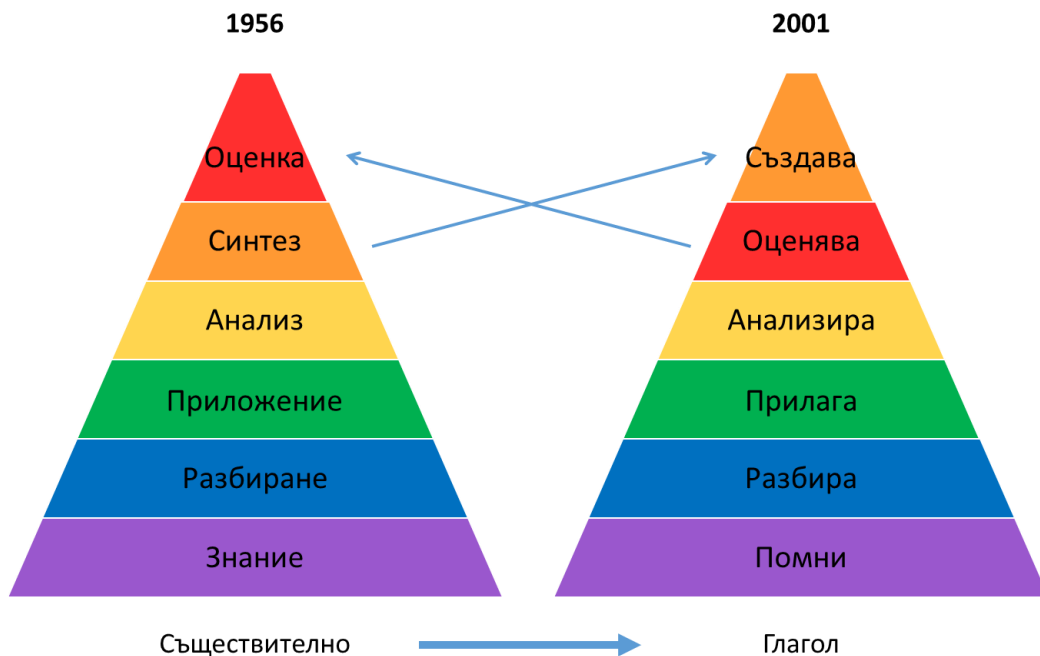 1956
Оценка
Синтез
Анализ
Приложение
Разбиране
Знание
2001
Създава
Оценява
Анализира
Прилага
Разбира
Помни
Съществително
Глагол